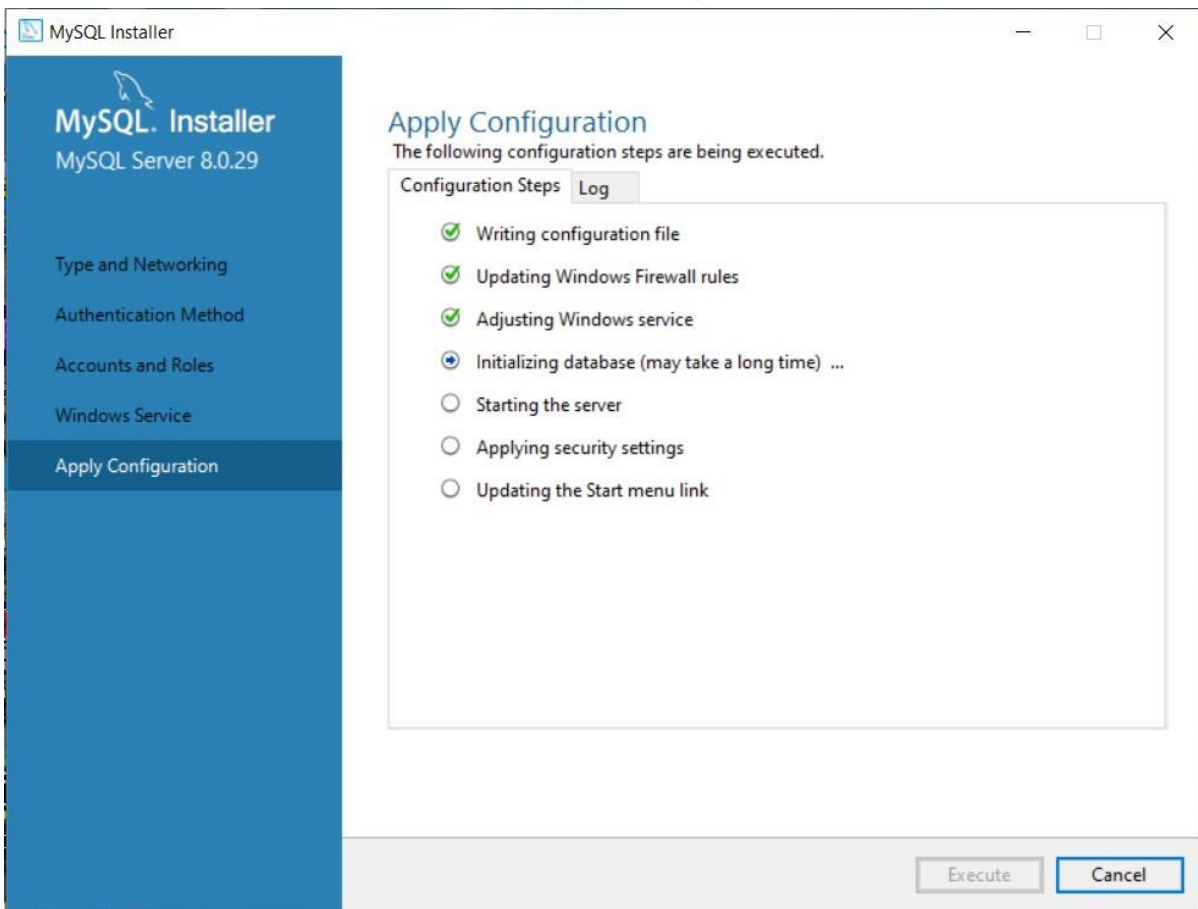 MySQL Installer
MySQL. Installer
MySQL Server 8.0.29
Type and Networking
Authentication Method
Accounts and Roles
Windows Service
Apply Configuration
Apply Configuration
The following configuration steps are being executed.
Configuration Steps Log
Writing configuration file
Updating Windows Firewall rules
Adjusting Windows service
Initializing database (may take a long time) ...
Starting the server
Applying security settings
Updating the Start menu link
Execute Cancel